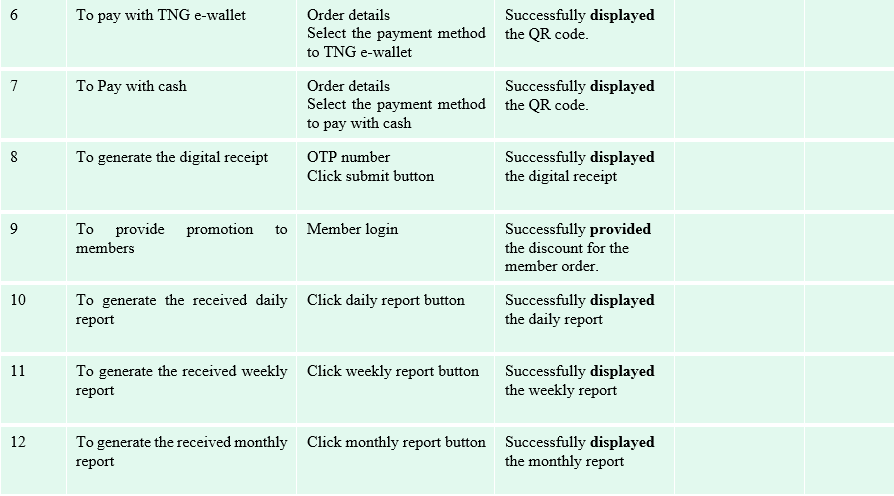 6
To pay with TNG e-wallet
Order details
Select the payment method
to TNG e-wallet
Successfully displayed
the QR code.
7
To Pay with cash
Order details
Select the payment method
to pay with cash
Successfully displayed
the QR code.
8
To generate the digital receipt
OTP number
Click submit button
Successfully displayed
the digital receipt
9
To provide promotion to
members
Member login
Successfully provided
the discount for the
member order.
10
To generate the received daily
report
Click daily report button
Successfully displayed
the daily report
11
To generate the received weekly
report
Click weekly report button
Successfully displayed
the weekly report
12
To generate the received monthly
report
Click monthly report button
Successfully displayed
the monthly report